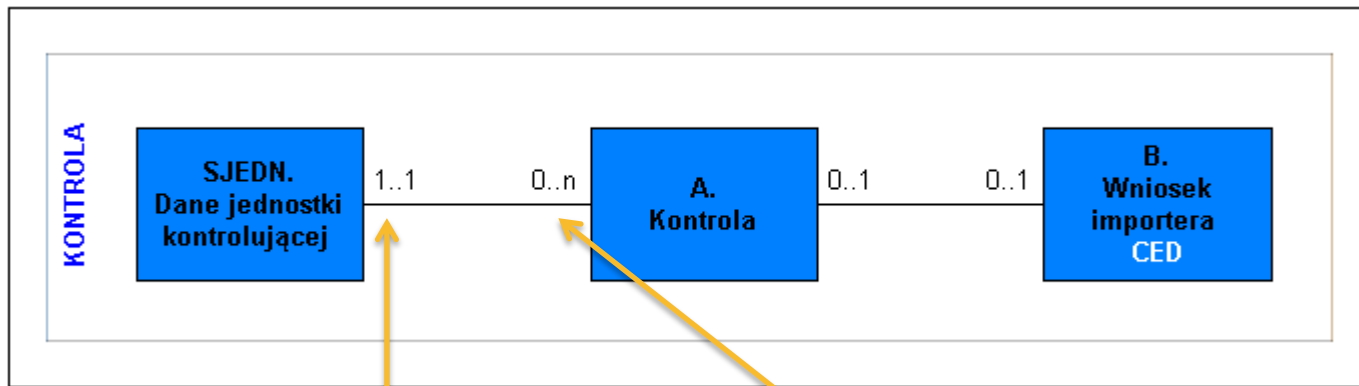 KONTROLA
SJEDN.
Dane jednostki
kontrolującej
1..1
0..n
A.
Kontrola
0..1
0..1
B.
Wniosek
importera
CED